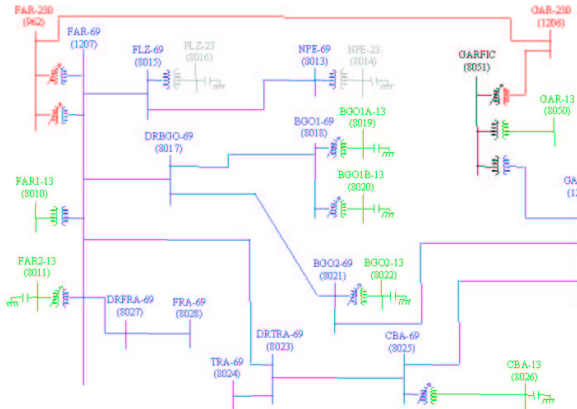 FAR-230
(962)
GAR-230
(1206)
FAR-69
(1207)
FLZ-69
(8015)
FLZ-23
(8016)
NPE-69
(8013)
NPE-23
(8014)
GARFIC
(8051)
GAR-13
(8050)
DRBGO-69
(8017)
BGO1-69
(8018)
BGO1A-13
(8019)
BGO1B-13
(8020)
FAR1-13
(8010)
GA
(12
FAR2-13
(8011)
BGO2-69
(8021)
BGO2-13
(8022)
DRFRA-69
(8027)
FRA-69
(8028)
DRTRA-69
(8023)
TRA-69
(8024)
CBA-69
(8025)
CBA-13
(8026)